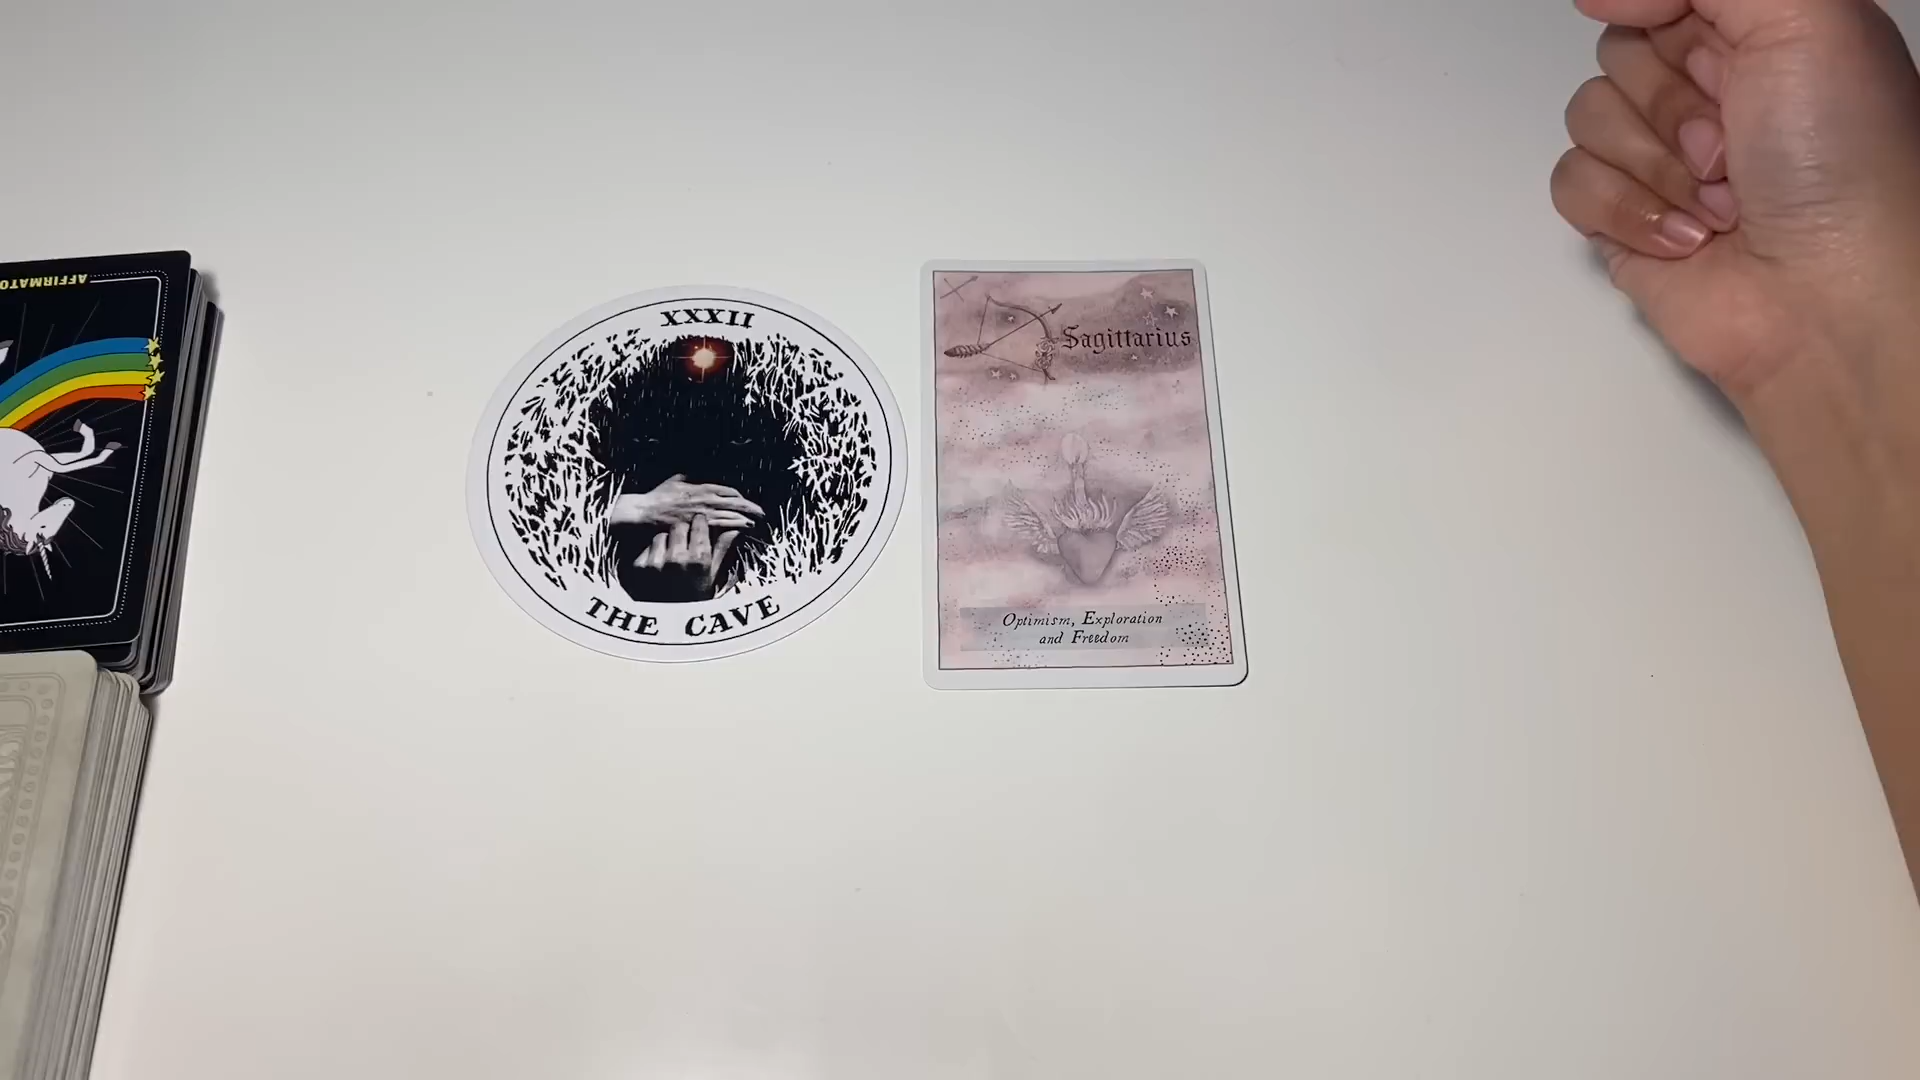 AFFIRMATO
XXXII
THE CAVE
Sagittarius
Optimism, Exploration
and Freedom